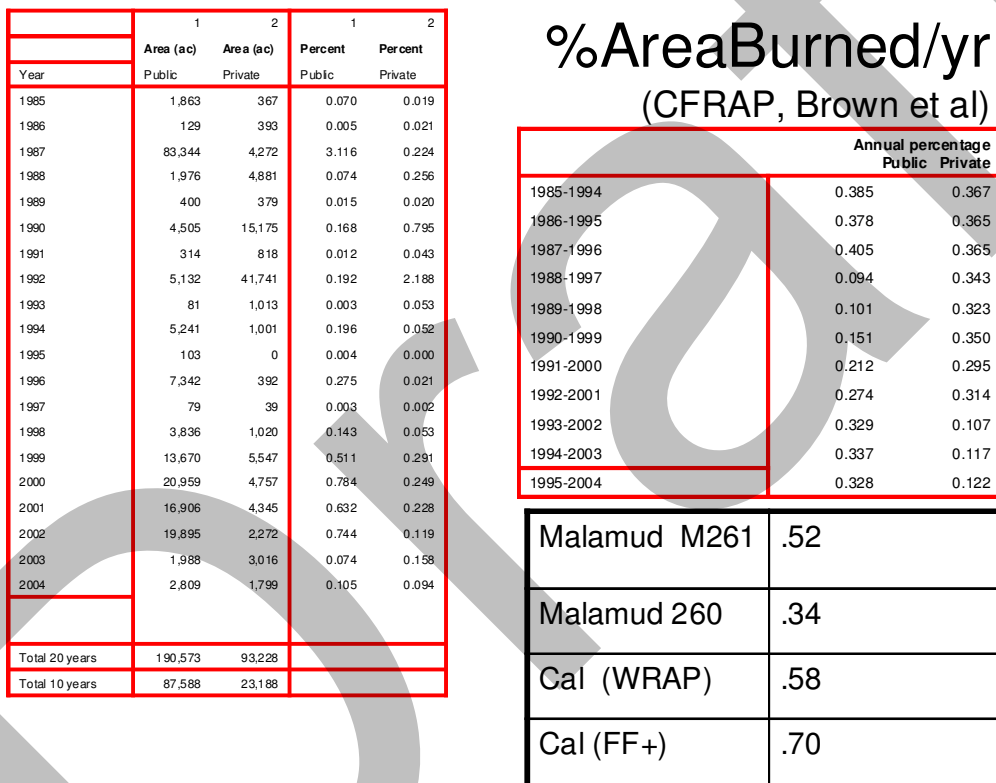 1 2 1 2
Area (ac) Area (ac) Percent Percent
Year Public Private Public Private
1985 1,863 367 0.070 0.019
1986 129 393 0.005 0.021
1987 83,344 4,272 3.116 0.224
1988 1,976 4,881 0.074 0.256
1989 400 379 0.015 0.020
1990 4,505 15,175 0.168 0.795
1991 314 818 0.012 0.043
1992 5,132 41,741 0.192 2.188
1993 81 1,013 0.003 0.053
1994 5,241 1,001 0.196 0.052
1995 103 0 0.004 0.000
1996 7,342 392 0.275 0.021
1997 79 39 0.003 0.002
1998 3,836 1,020 0.143 0.053
1999 13,670 5,547 0.511 0.291
2000 20,959 4,757 0.784 0.249
2001 16,906 4,345 0.632 0.228
2002 19,895 2,272 0.744 0.119
2003 1,988 3,016 0.074 0.158
2004 2,809 1,799 0.105 0.094
Total 20 years 190,573 93,228
Total 10 years 87,588 23,188
%AreaBurned/yr
(CFRAP, Brown et al)
Annual percentage
Public Private
1985-1994 0.385 0.367
1986-1995 0.378 0.365
1987-1996 0.405 0.365
1988-1997 0.094 0.343
1989-1998 0.101 0.323
1990-1999 0.151 0.350
1991-2000 0.212 0.295
1992-2001 0.274 0.314
1993-2002 0.329 0.107
1994-2003 0.337 0.117
1995-2004 0.328 0.122
Malamud M261 .52
Malamud 260 .34
Cal (WRAP) .58
Cal (FF+) .70
Draft